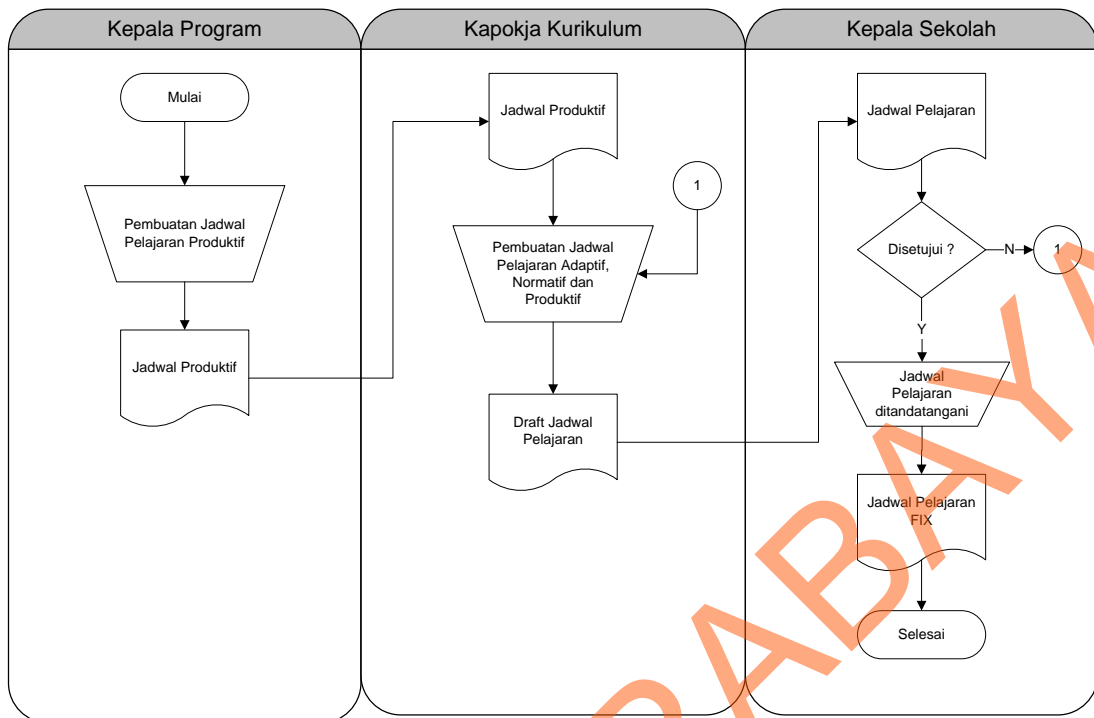 Kepala Program
Mulai
Pembuatan Jadwal
Pelajaran Produktif
Jadwal Produktif
Kapokja Kurikulum
Jadwal Produktif
1
Pembuatan Jadwal
Pelajaran Adaptif,
Normatif dan
Produktif
Draft Jadwal
Pelajaran
Kepala Sekolah
Jadwal Pelajaran
Disetujui ?
N
1
Y
Jadwal
Pelajaran
ditandatangani
Jadwal Pelajaran
FIX
Selesai
RABAYA